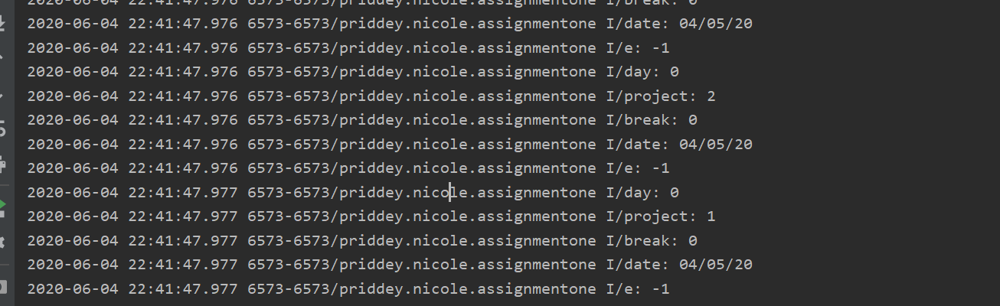 2020-06-04 22:41:47.976 6573-6573/priddey.nicole.assignmentone I/break: 0
2020-06-04 22:41:47.976 6573-6573/priddey.nicole.assignmentone I/date: 04/05/20
2020-06-04 22:41:47.976 6573-6573/priddey.nicole.assignmentone I/e: -1
2020-06-04 22:41:47.976 6573-6573/priddey.nicole.assignmentone I/day: 0
2020-06-04 22:41:47.976 6573-6573/priddey.nicole.assignmentone I/project: 2
2020-06-04 22:41:47.976 6573-6573/priddey.nicole.assignmentone I/break: 0
2020-06-04 22:41:47.976 6573-6573/priddey.nicole.assignmentone I/date: 04/05/20
2020-06-04 22:41:47.976 6573-6573/priddey.nicole.assignmentone I/e: -1
2020-06-04 22:41:47.977 6573-6573/priddey.nicole.assignmentone I/day: 0
2020-06-04 22:41:47.977 6573-6573/priddey.nicole.assignmentone I/project: 1
2020-06-04 22:41:47.977 6573-6573/priddey.nicole.assignmentone I/break: 0
2020-06-04 22:41:47.977 6573-6573/priddey.nicole.assignmentone I/date: 04/05/20
2020-06-04 22:41:47.977 6573-6573/priddey.nicole.assignmentone I/e: -1